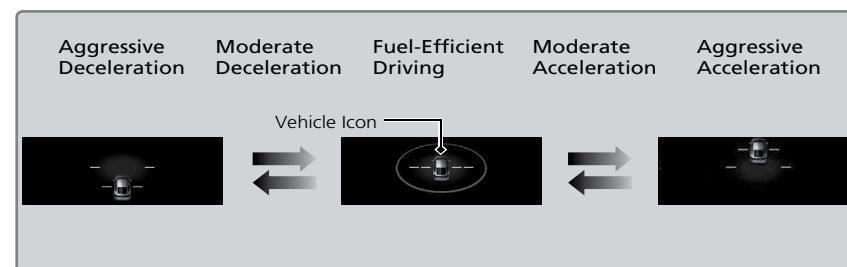 Aggressive
Deceleration
Moderate
Deceleration
Fuel-Efficient
Driving
Moderate
Acceleration
Aggressive
Acceleration
Vehicle Icon